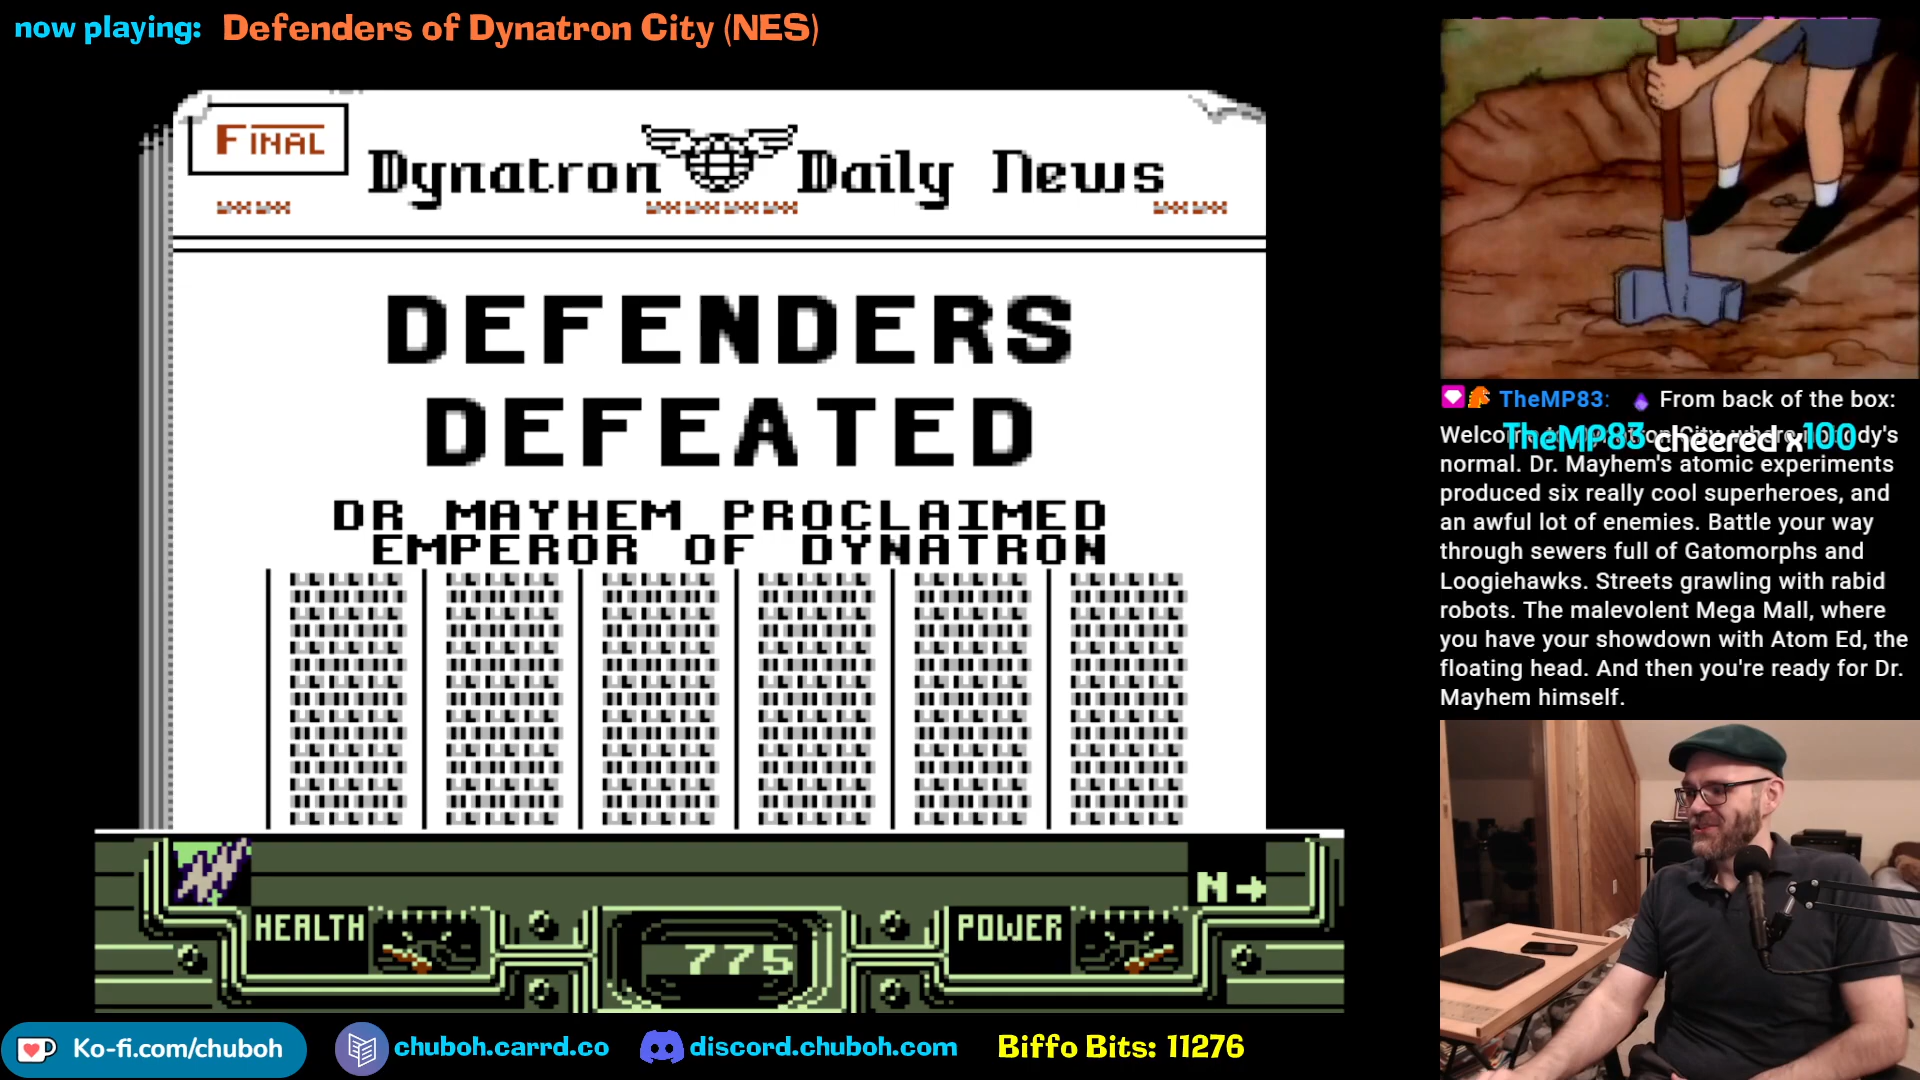 now playing: Defenders of Dynatron City (NES)
FINAL
Dynatron Daily News
DEFENDERS
DEFEATED
DR MAYHEM PROCLAIMED
EMPEROR OF DYNATRON
N→
HEALTH
775
POWER
TheMP83: From back of the box:
TheMP83 cheered x100
normal. Dr. Mayhem's atomic experiments
produced six really cool superheroes, and
an awful lot of enemies. Battle your way
through sewers full of Gatomorphs and
Loogiehawks. Streets grawling with rabid
robots. The malevolent Mega Mall, where
you have your showdown with Atom Ed, the
floating head. And then you're ready for Dr.
Mayhem himself.
Ko-fi.com/chuboh
chuboh.carrd.co
discord.chuboh.com
Biffo Bits: 11276